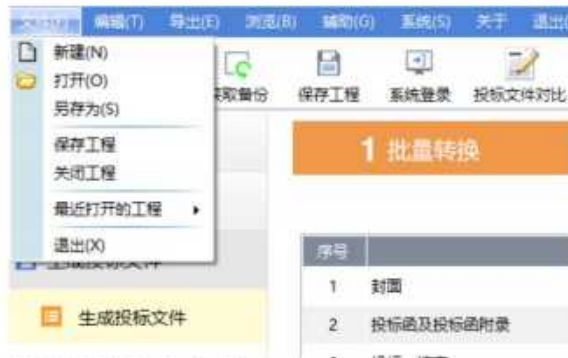 编辑(T) 导出(E) 浏览(B) 辅助(G) 系统(S) 关于
新建(N)
打开(O)
另存为(S)
保存工程
关闭工程
最近打开的工程
退出(X)
获取备份 保存工程 系统登录 投标文件对比
1 批量转换
生成投标文件
序号
1 封面
2 投标函及投标函附录